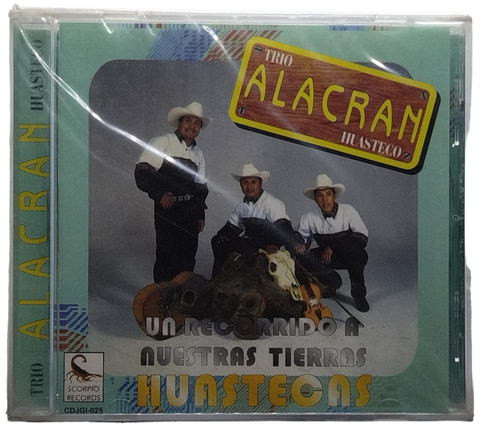 TRIO
ALACRAN
HUASTECO
TRIO ALACRAN HUASTECO
UN RECORRIDO A
NUESTRAS TIERRAS
HUASTECAS
SCORPIO
RECORDS
CDJGI-025